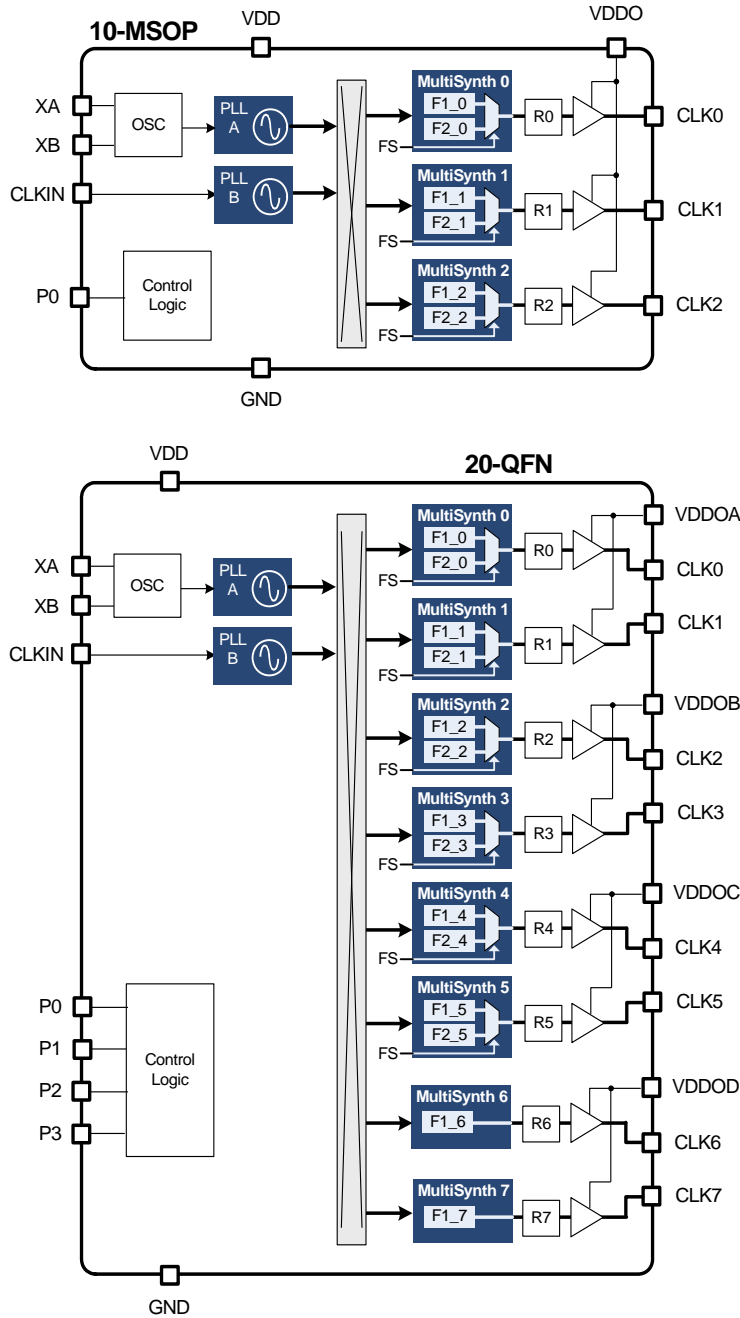 10-MSOP
VDD
VDDO
XA
XB
CLKIN
P0
OSC
PLL
A
PLL
B
Control
Logic
MultiSynth 0
F1_0
F2_0
FS
R0
CLK0
MultiSynth 1
F1_1
F2_1
FS
R1
CLK1
MultiSynth 2
F1_2
F2_2
FS
R2
CLK2
GND
20-QFN
VDD
XA
XB
CLKIN
OSC
PLL
A
PLL
B
MultiSynth 0
F1_0
F2_0
FS
R0
VDDOA
CLK0
MultiSynth 1
F1_1
F2_1
FS
R1
CLK1
MultiSynth 2
F1_2
F2_2
FS
R2
VDDOB
CLK2
MultiSynth 3
F1_3
F2_3
FS
R3
CLK3
MultiSynth 4
F1_4
F2_4
FS
R4
VDDOC
CLK4
MultiSynth 5
F1_5
F2_5
FS
R5
CLK5
P0
P1
P2
P3
Control
Logic
MultiSynth 6
F1_6
R6
VDDOD
CLK6
MultiSynth 7
F1_7
R7
CLK7
GND